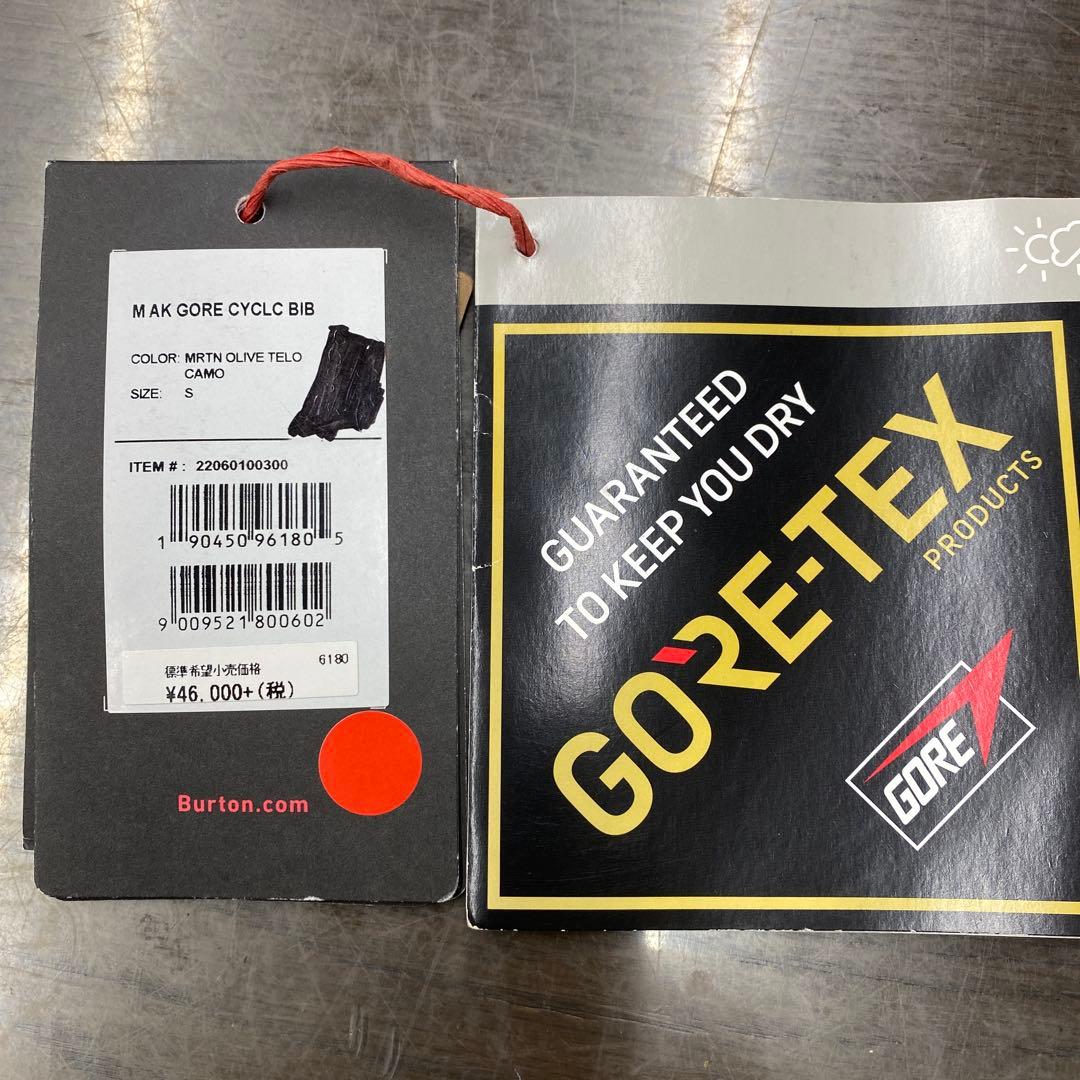 M AK GORE CYCLC BIB
COLOR: MRTN OLIVE TELO
CAMO
SIZE: S
ITEM # : 22060100300
1 90450 96180 5
9 009521 800602
6180
標準希望小売価格
¥46,000+(税)
Burton.com
GUARANTEED
TO KEEP YOU DRY
GORE-TEX
PRODUCTS
GORE